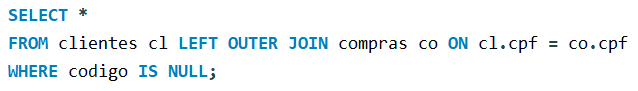 SELECT *
FROM clientes cl LEFT OUTER JOIN compras co ON cl.cpf = co.cpf
WHERE codigo IS NULL;